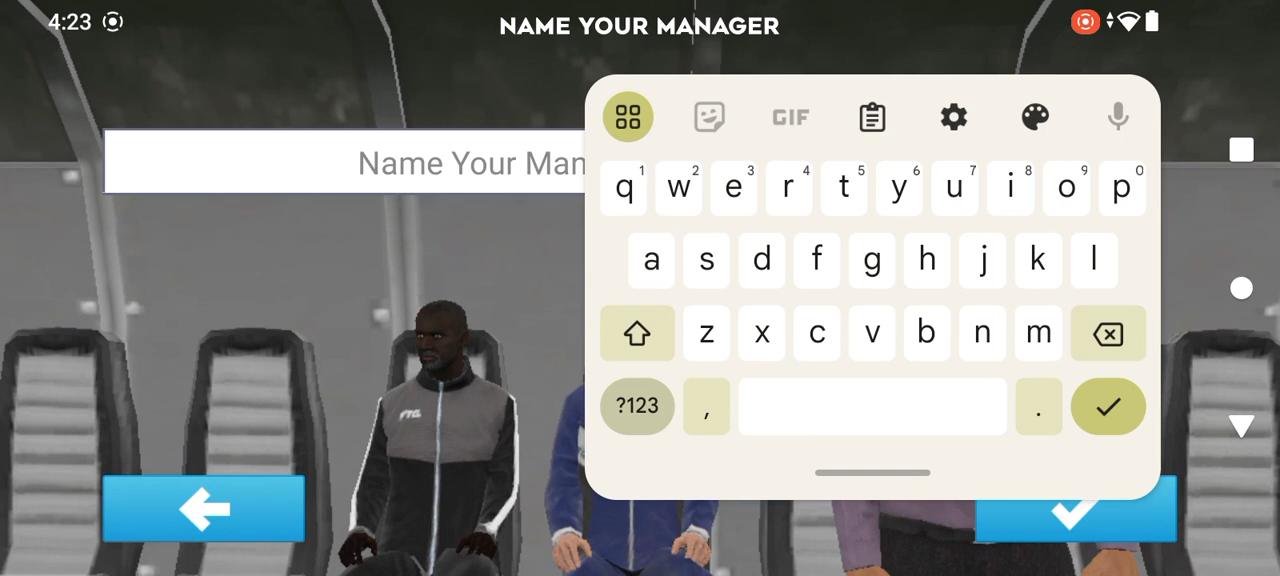 4:23
NAME YOUR MANAGER
Name Your Man
GIF
q1 w2 e3 r4 t5 y6 u7 i8 o9 p0
a s d f g h j k l
z x c v b n m
?123 , .